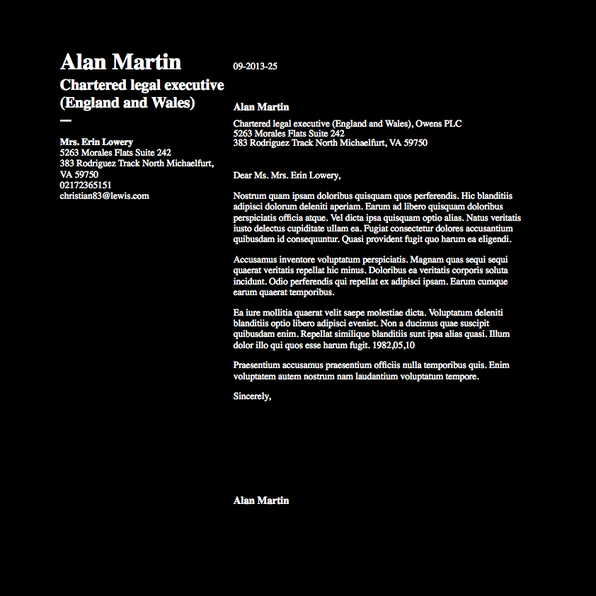 Alan Martin
Chartered legal executive
(England and Wales)
—
Mrs. Erin Lowery
5263 Morales Flats Suite 242
383 Rodriguez Track North Michaelfurt,
VA 59750
02172365151
christian83@lewis.com
09-2013-25
Alan Martin
Chartered legal executive (England and Wales), Owens PLC
5263 Morales Flats Suite 242
383 Rodriguez Track North Michaelfurt, VA 59750
Dear Ms. Mrs. Erin Lowery,
Nostrum quam ipsam doloribus quisquam quos perferendis. Hic blanditiis
adipisci dolorum deleniti aperiam. Earum ad libero quisquam doloribus
perspiciatis officia atque. Vel dicta ipsa quisquam optio alias. Natus veritatis
iusto delectus cupiditate ullam ea. Fugiat consectetur dolores accusantium
quibusdam id consequuntur. Quasi provident fugit quo harum ea eligendi.
Accusamus inventore voluptatum perspiciatis. Magnam quas sequi sequi
quaerat veritatis repellat hic minus. Doloribus ea veritatis corporis soluta
incidunt. Odio perferendis qui repellat ex adipisci ipsam. Earum cumque
earum quaerat temporibus.
Ea iure mollitia quaerat velit saepe molestiae dicta. Voluptatum deleniti
blanditiis optio libero adipisci eveniet. Non a ducimus quae suscipit
quibusdam enim. Repellat similique blanditiis sunt ipsa alias quasi. Illum
dolor illo qui quos esse harum fugit. 1982,05,10
Praesentium accusamus praesentium officiis nulla temporibus quis. Enim
voluptatem autem nostrum nam laudantium voluptatum tempore.
Sincerely,
Alan Martin